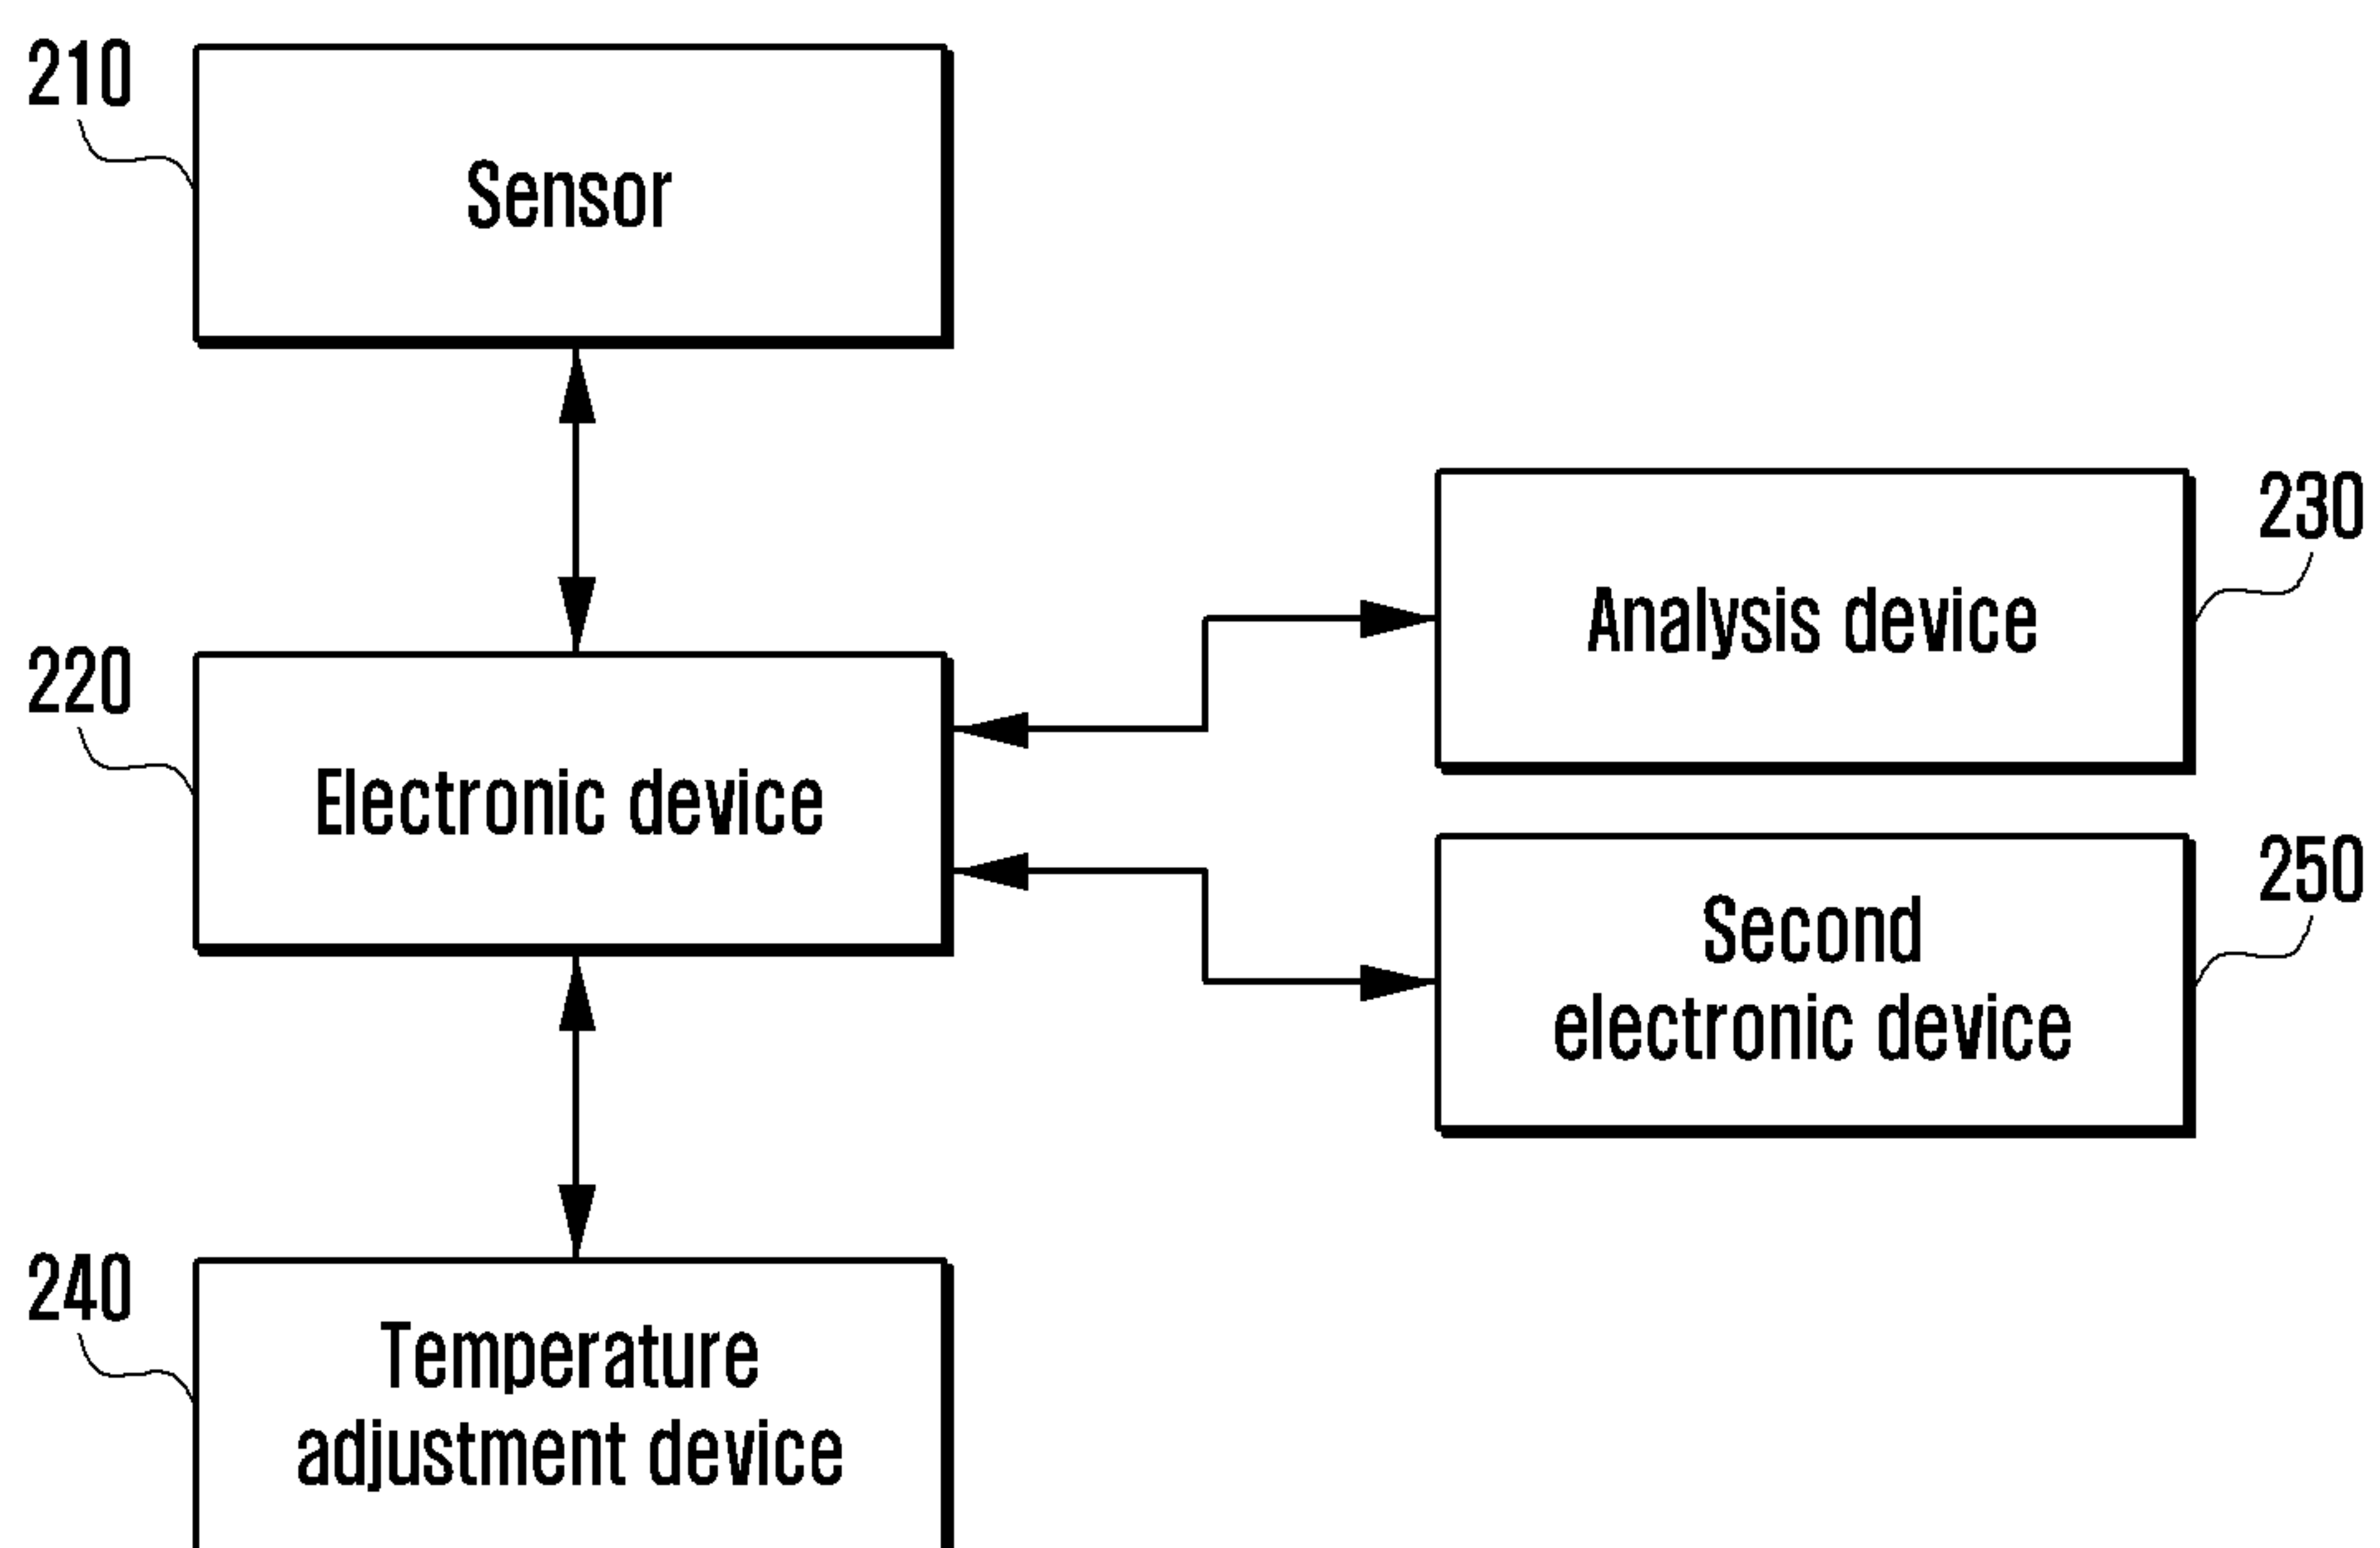 210
Sensor
230
Analysis device
220
Electronic device
250
Second
electronic device
240
Temperature
adjustment device